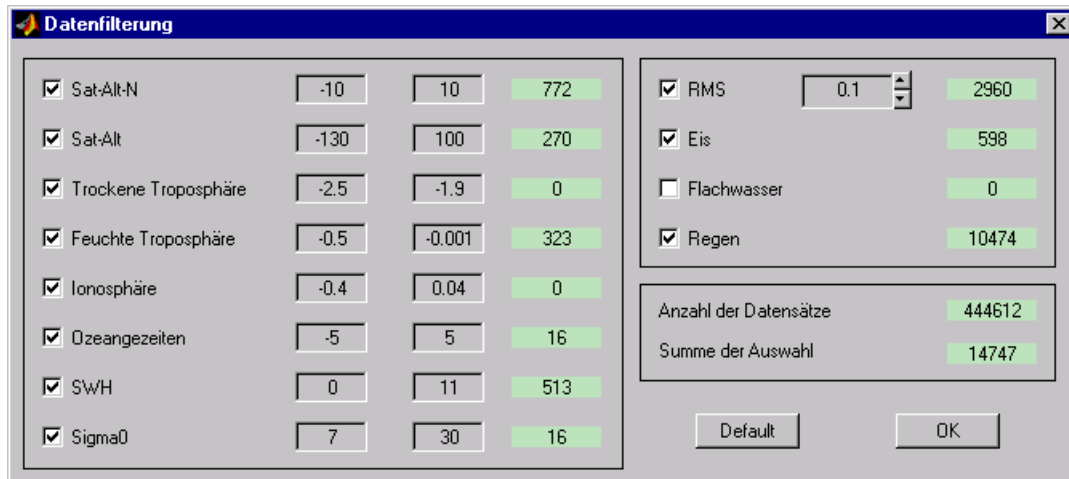 Datenfilterung
Sat-Alt-N -10 10 772
Sat-Alt -130 100 270
Trockene Troposphäre -2.5 -1.9 0
Feuchte Troposphäre -0.5 -0.001 323
Ionosphäre -0.4 0.04 0
Ozeangezeiten -5 5 16
SWH 0 11 513
Sigma0 7 30 16
RMS 0.1 2960
Eis 598
Flachwasser 0
Regen 10474
Anzahl der Datensätze 444612
Summe der Auswahl 14747
Default OK